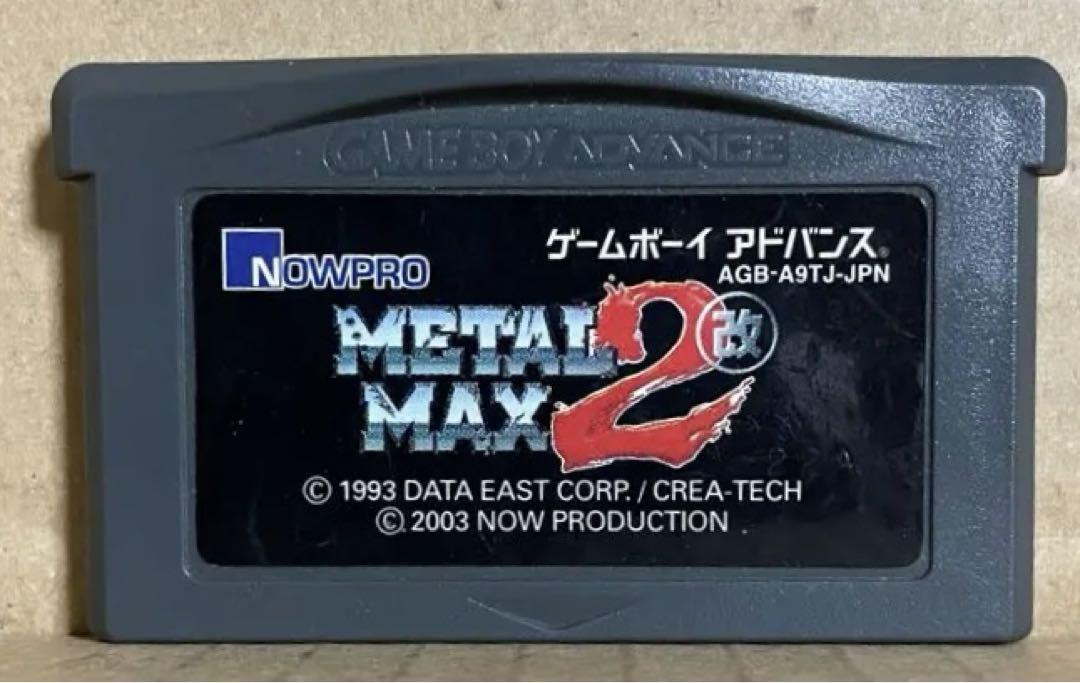 GAME BOY ADVANCE
NOWPRO
ゲームボーイ アドバンス®
AGB-A9TJ-JPN
METAL
MAX 2 改
© 1993 DATA EAST CORP. / CREA-TECH
© 2003 NOW PRODUCTION